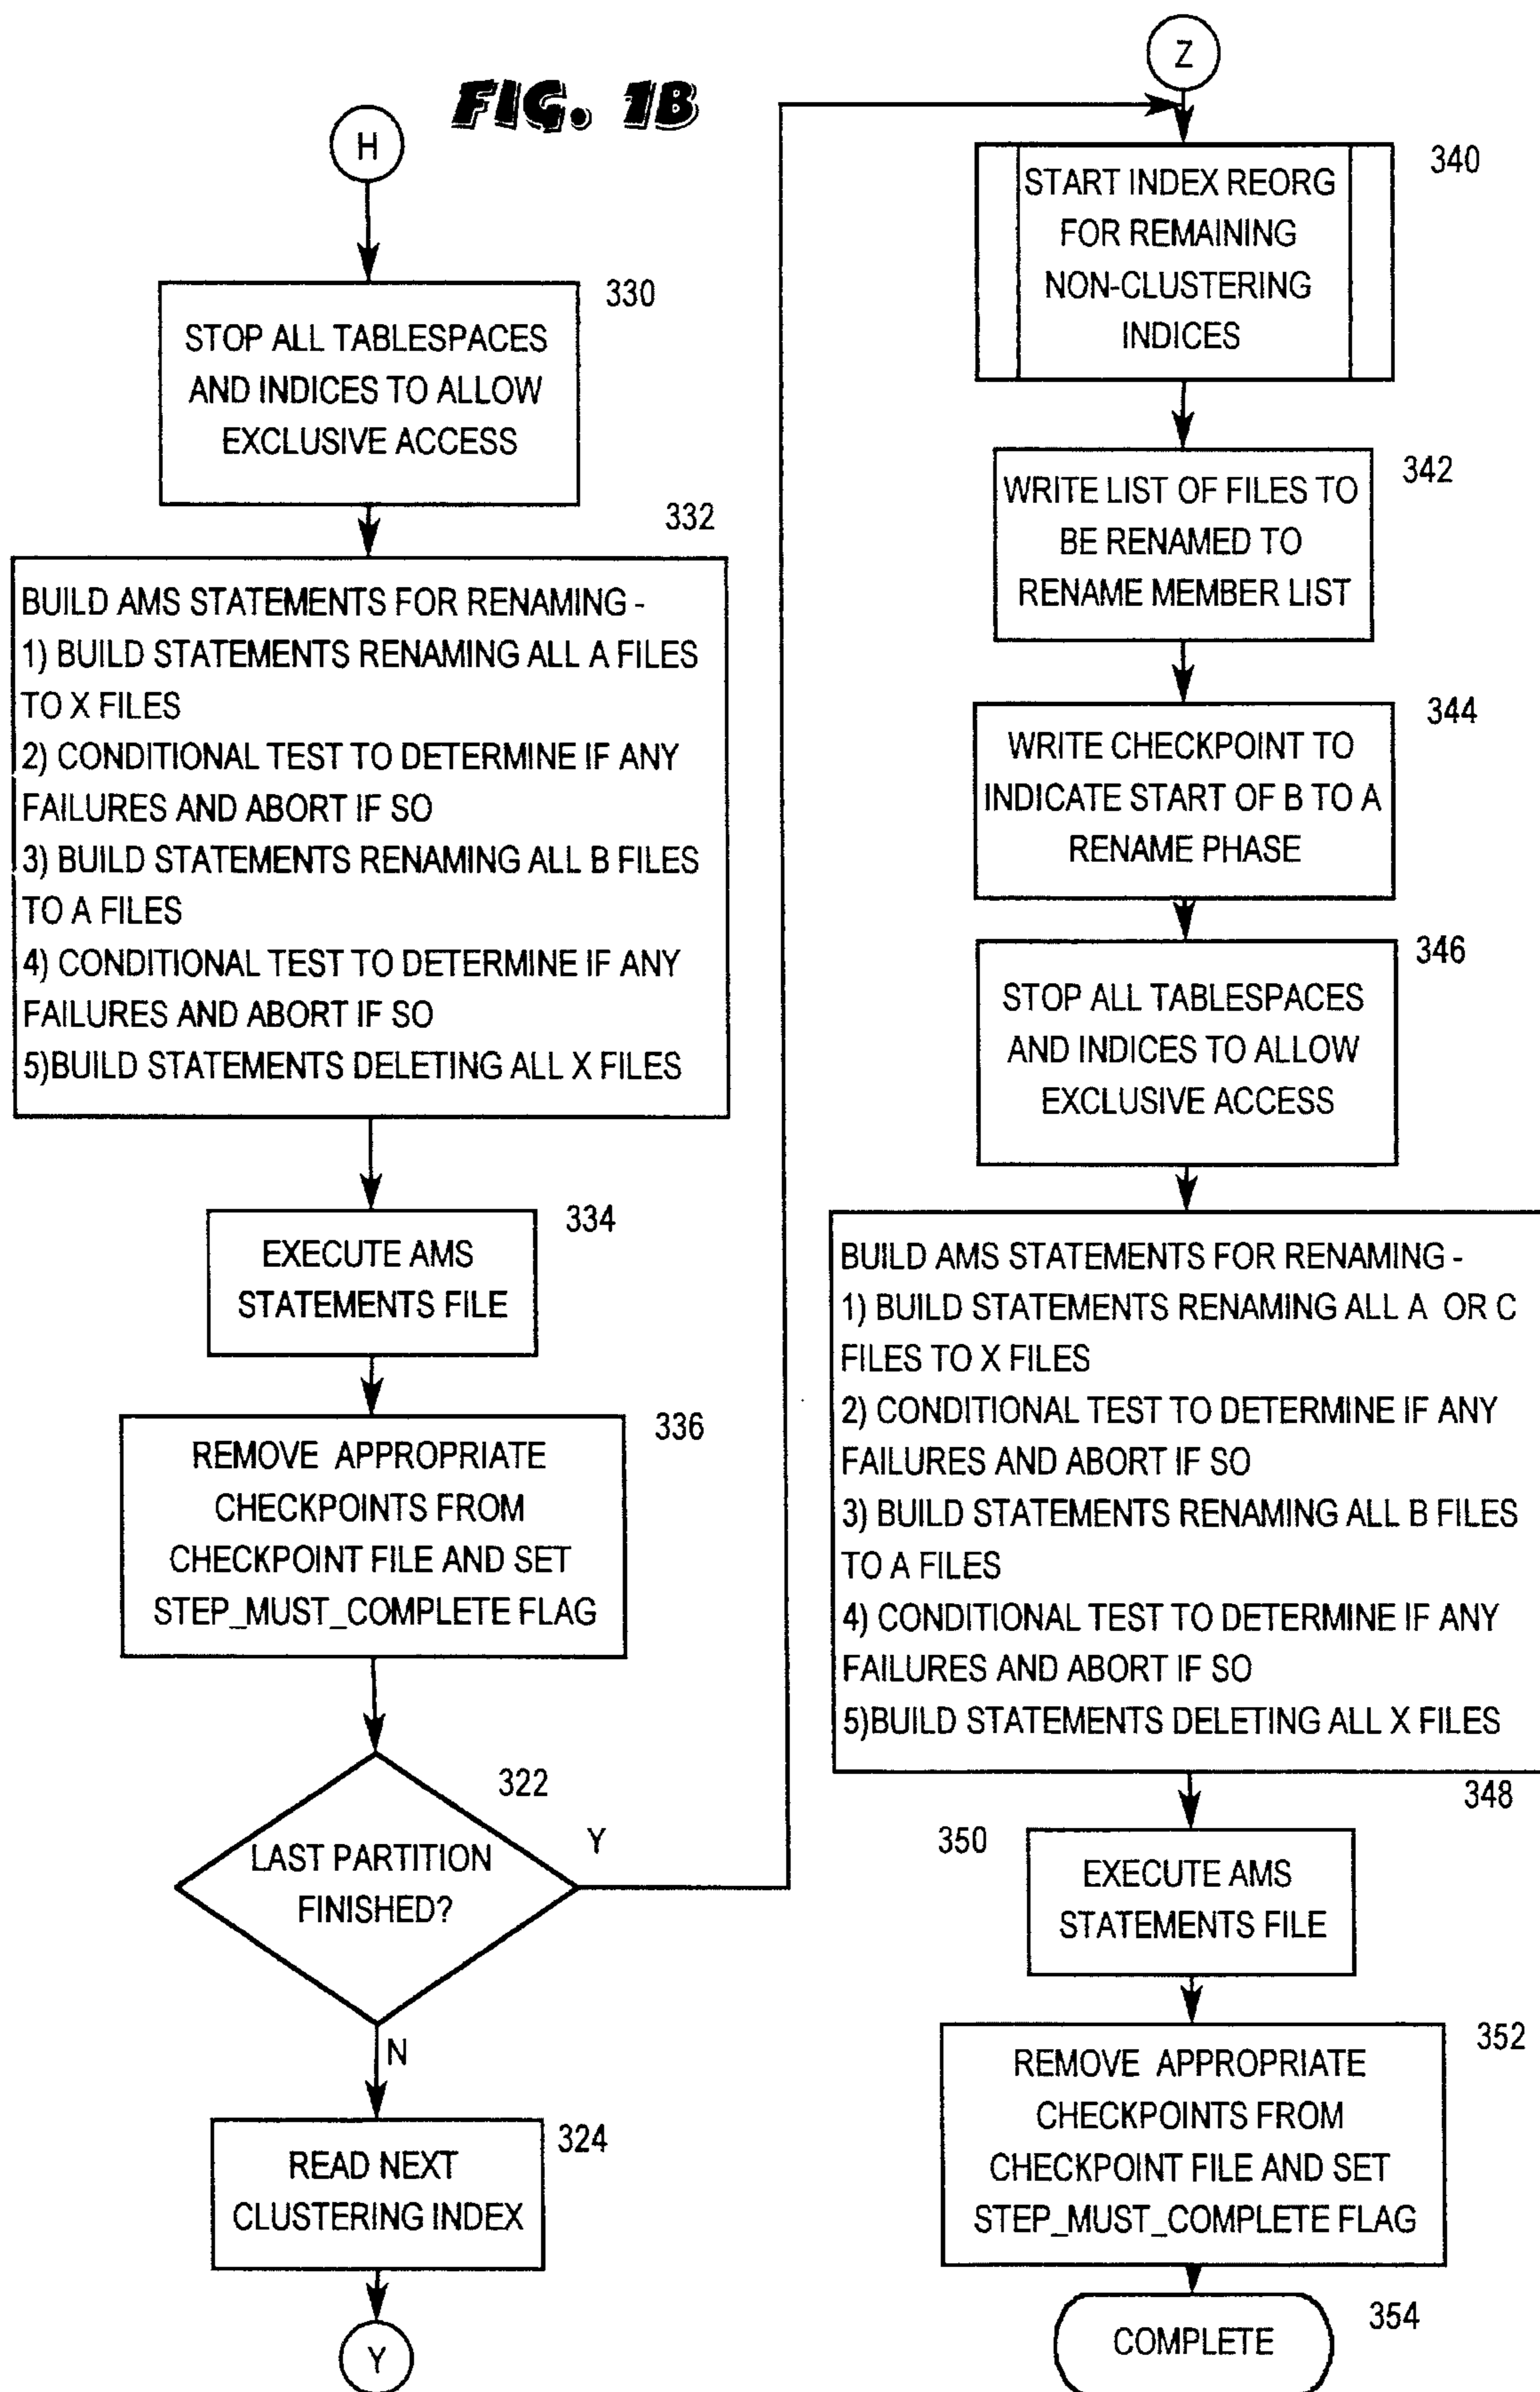 FIG. 1B
H
330
STOP ALL TABLESPACES
AND INDICES TO ALLOW
EXCLUSIVE ACCESS
332
BUILD AMS STATEMENTS FOR RENAMING -
1) BUILD STATEMENTS RENAMING ALL A FILES
TO X FILES
2) CONDITIONAL TEST TO DETERMINE IF ANY
FAILURES AND ABORT IF SO
3) BUILD STATEMENTS RENAMING ALL B FILES
TO A FILES
4) CONDITIONAL TEST TO DETERMINE IF ANY
FAILURES AND ABORT IF SO
5)BUILD STATEMENTS DELETING ALL X FILES
334
EXECUTE AMS
STATEMENTS FILE
336
REMOVE APPROPRIATE
CHECKPOINTS FROM
CHECKPOINT FILE AND SET
STEP_MUST_COMPLETE FLAG
322
LAST PARTITION
FINISHED?
Y
N
324
READ NEXT
CLUSTERING INDEX
Y
Z
340
START INDEX REORG
FOR REMAINING
NON-CLUSTERING
INDICES
342
WRITE LIST OF FILES TO
BE RENAMED TO
RENAME MEMBER LIST
344
WRITE CHECKPOINT TO
INDICATE START OF B TO A
RENAME PHASE
346
STOP ALL TABLESPACES
AND INDICES TO ALLOW
EXCLUSIVE ACCESS
BUILD AMS STATEMENTS FOR RENAMING -
1) BUILD STATEMENTS RENAMING ALL A OR C
FILES TO X FILES
2) CONDITIONAL TEST TO DETERMINE IF ANY
FAILURES AND ABORT IF SO
3) BUILD STATEMENTS RENAMING ALL B FILES
TO A FILES
4) CONDITIONAL TEST TO DETERMINE IF ANY
FAILURES AND ABORT IF SO
5)BUILD STATEMENTS DELETING ALL X FILES
348
350
EXECUTE AMS
STATEMENTS FILE
352
REMOVE APPROPRIATE
CHECKPOINTS FROM
CHECKPOINT FILE AND SET
STEP_MUST_COMPLETE FLAG
354
COMPLETE